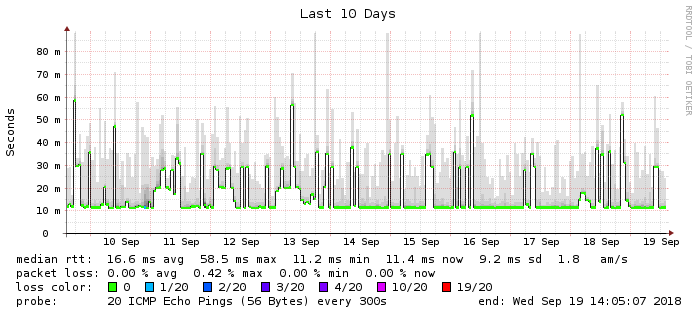 Last 10 Days
RRDTOOL / TOBI OETIKER
Seconds
80 m
70 m
60 m
50 m
40 m
30 m
20 m
10 m
0
10 Sep 11 Sep 12 Sep 13 Sep 14 Sep 15 Sep 16 Sep 17 Sep 18 Sep 19 Sep
median rtt: 16.6 ms avg 58.5 ms max 11.2 ms min 11.4 ms now 9.2 ms sd 1.8 am/s
packet loss: 0.00 % avg 0.42 % max 0.00 % min 0.00 % now
loss color: 0 1/20 2/20 3/20 4/20 10/20 19/20
probe: 20 ICMP Echo Pings (56 Bytes) every 300s end: Wed Sep 19 14:05:07 2018